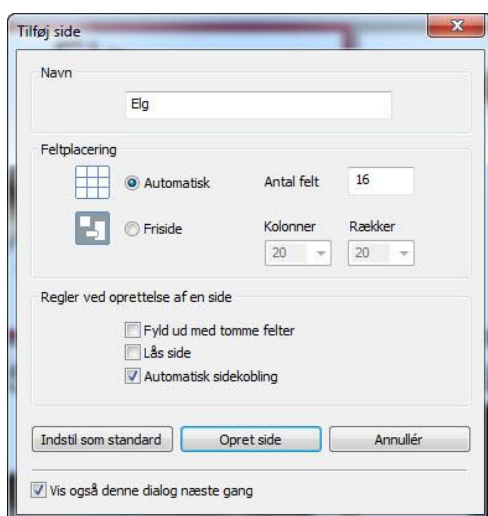 Tilføj side
Navn
Elg
Feltplacering
Automatisk Antal felt 16
Friside Kolonner Rækker
20 20
Regler ved oprettelse af en side
Fyld ud med tomme felter
Lås side
Automatisk sidekobling
Indstil som standard Opret side Annullér
Vis også denne dialog næste gang